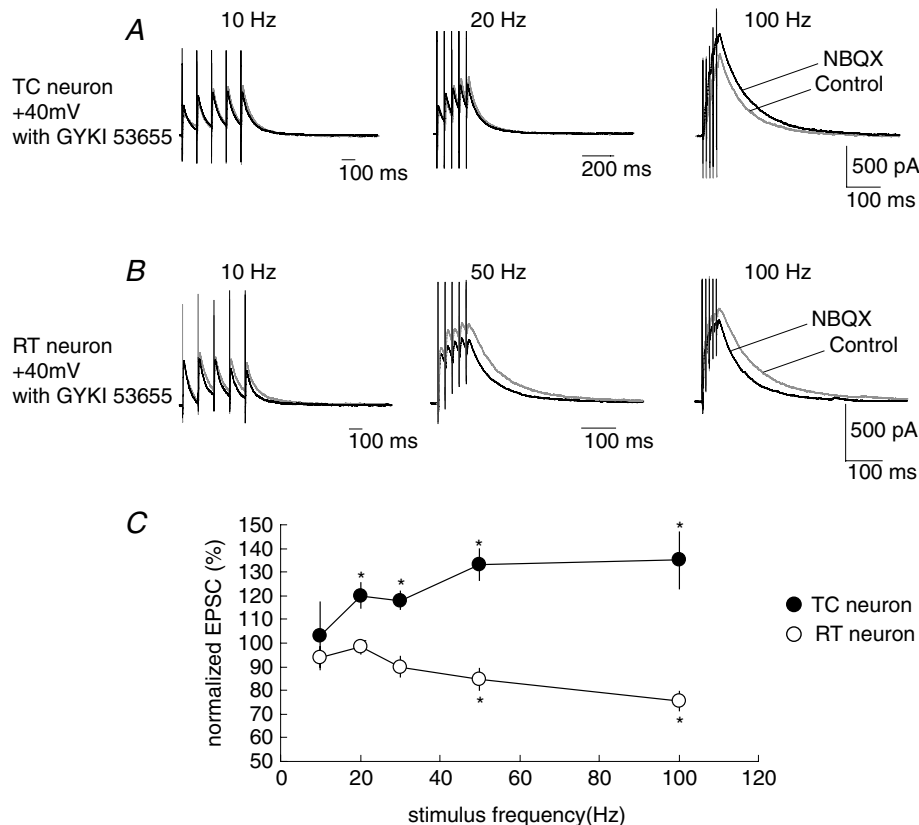 A
10 Hz
20 Hz
100 Hz
TC neuron
+40mV
with GYKI 53655
NBQX
Control
100 ms
200 ms
500 pA
100 ms
B
10 Hz
50 Hz
100 Hz
RT neuron
+40mV
with GYKI 53655
NBQX
Control
100 ms
100 ms
500 pA
100 ms
C
normalized EPSC (%)
150
140
130
120
110
100
90
80
70
60
50
* * * *
* *
TC neuron
RT neuron
0 20 40 60 80 100 120
stimulus frequency(Hz)